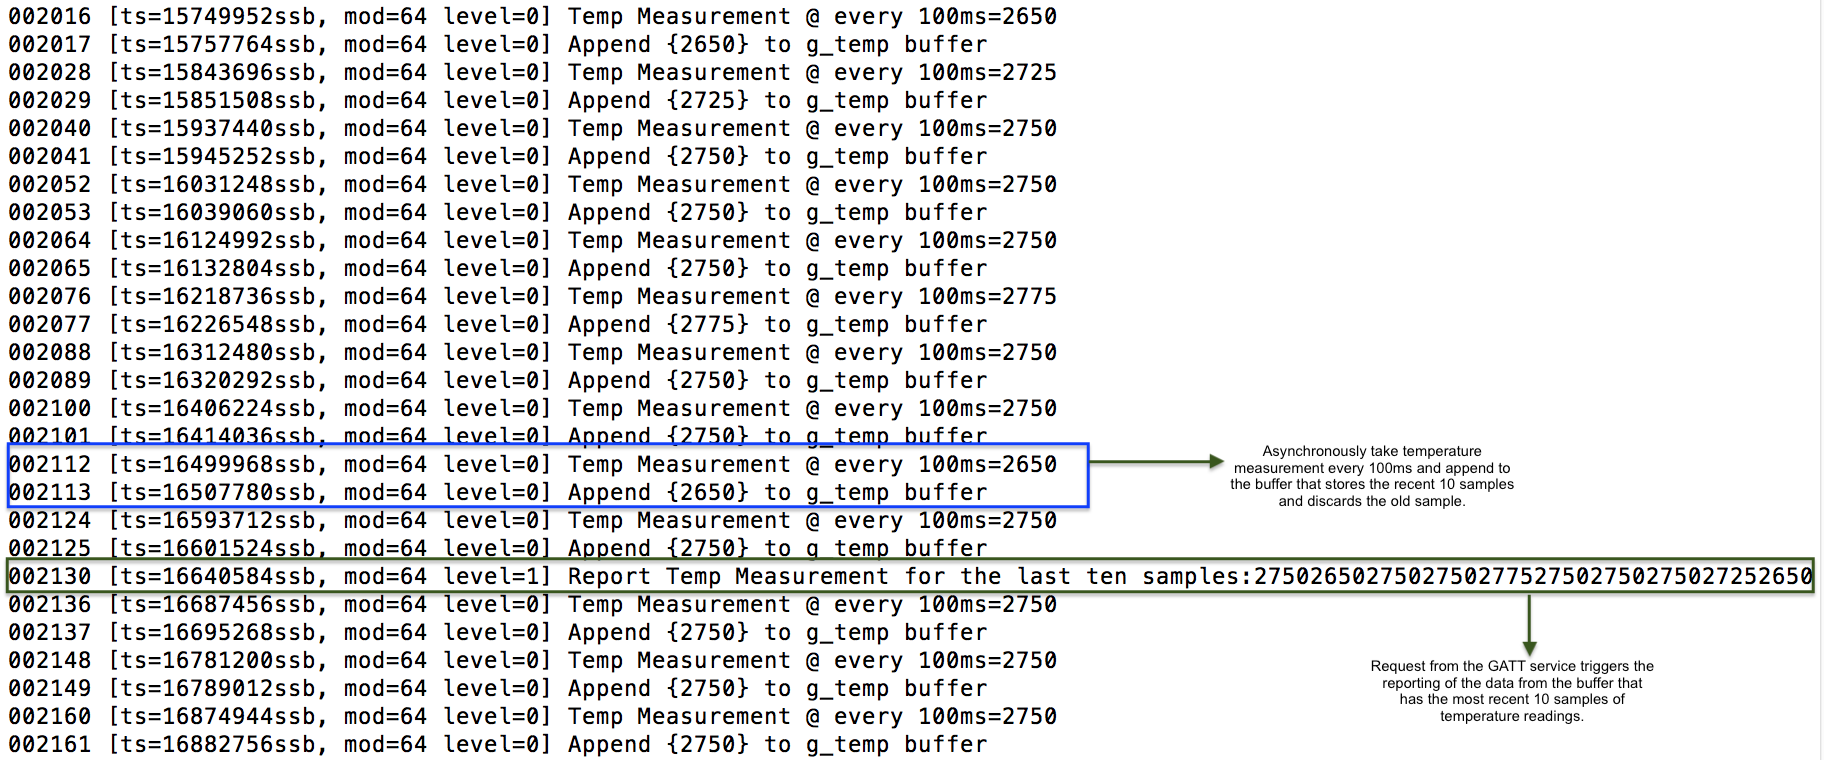 002016 [ts=15749952ssb, mod=64 level=0] Temp Measurement @ every 100ms=2650
002017 [ts=15757764ssb, mod=64 level=0] Append {2650} to g_temp buffer
002028 [ts=15843696ssb, mod=64 level=0] Temp Measurement @ every 100ms=2725
002029 [ts=15851508ssb, mod=64 level=0] Append {2725} to g_temp buffer
002040 [ts=15937440ssb, mod=64 level=0] Temp Measurement @ every 100ms=2750
002041 [ts=15945252ssb, mod=64 level=0] Append {2750} to g_temp buffer
002052 [ts=16031248ssb, mod=64 level=0] Temp Measurement @ every 100ms=2750
002053 [ts=16039060ssb, mod=64 level=0] Append {2750} to g_temp buffer
002064 [ts=16124992ssb, mod=64 level=0] Temp Measurement @ every 100ms=2750
002065 [ts=16132804ssb, mod=64 level=0] Append {2750} to g_temp buffer
002076 [ts=16218736ssb, mod=64 level=0] Temp Measurement @ every 100ms=2775
002077 [ts=16226548ssb, mod=64 level=0] Append {2775} to g_temp buffer
002088 [ts=16312480ssb, mod=64 level=0] Temp Measurement @ every 100ms=2750
002089 [ts=16320292ssb, mod=64 level=0] Append {2750} to g_temp buffer
002100 [ts=16406224ssb, mod=64 level=0] Temp Measurement @ every 100ms=2750
002101 [ts=16414036ssb, mod=64 level=0] Append {2750} to g_temp buffer
002112 [ts=16499968ssb, mod=64 level=0] Temp Measurement @ every 100ms=2650
002113 [ts=16507780ssb, mod=64 level=0] Append {2650} to g_temp buffer
Asynchronously take temperature
measurement every 100ms and append to
the buffer that stores the recent 10 samples
and discards the old sample.
002124 [ts=16593712ssb, mod=64 level=0] Temp Measurement @ every 100ms=2750
002125 [ts=16601524ssb, mod=64 level=0] Append {2750} to g_temp buffer
002130 [ts=16640584ssb, mod=64 level=1] Report Temp Measurement for the last ten samples:2750265027502750277527502750275027252650
002136 [ts=16687456ssb, mod=64 level=0] Temp Measurement @ every 100ms=2750
002137 [ts=16695268ssb, mod=64 level=0] Append {2750} to g_temp buffer
002148 [ts=16781200ssb, mod=64 level=0] Temp Measurement @ every 100ms=2750
002149 [ts=16789012ssb, mod=64 level=0] Append {2750} to g_temp buffer
002160 [ts=16874944ssb, mod=64 level=0] Temp Measurement @ every 100ms=2750
002161 [ts=16882756ssb, mod=64 level=0] Append {2750} to g_temp buffer
Request from the GATT service triggers the
reporting of the data from the buffer that
has the most recent 10 samples of
temperature readings.